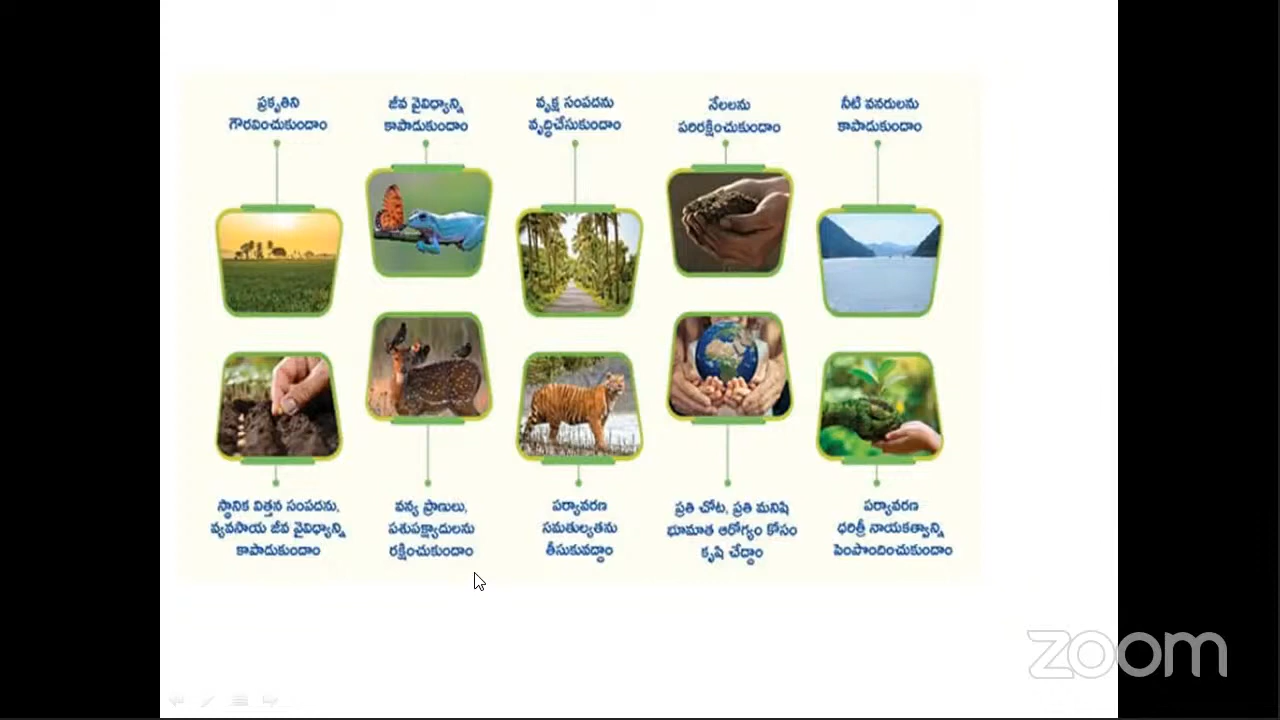 ప్రకృతిని
గౌరవించుకుందాం
జీవ వైవిధ్యాన్ని
కాపాడుకుందాం
వృక్ష సంపదను
వృద్ధిచేసుకుందాం
నేలలను
పరిరక్షించుకుందాం
నీటి వనరులను
కాపాడుకుందాం
స్థానిక విత్తన సంపదను,
వ్యవసాయ జీవ వైవిధ్యాన్ని
కాపాడుకుందాం
వన్య ప్రాణులు,
పశుపక్ష్యాదులను
రక్షించుకుందాం
పర్యావరణ
సమతుల్యతను
తీసుకువద్దాం
ప్రతి చోట, ప్రతి మనిషి
భూమాత ఆరోగ్యం కోసం
కృషి చేద్దాం
పర్యావరణ
ధరిత్రీ నాయకత్వాన్ని
పెంపొందించుకుందాం
zoom